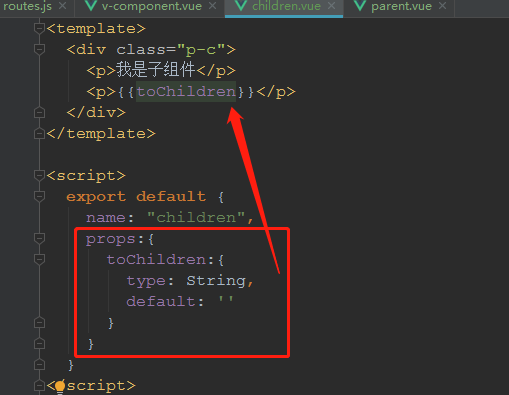 routes.js × v-component.vue × children.vue × parent.vue ×
<template>
<div class="p-c">
<p>我是子组件</p>
<p>{{toChildren}}</p>
</div>
</template>
<script>
export default {
name: "children",
props:{
toChildren:{
type: String,
default: ''
}
}
}
</script>